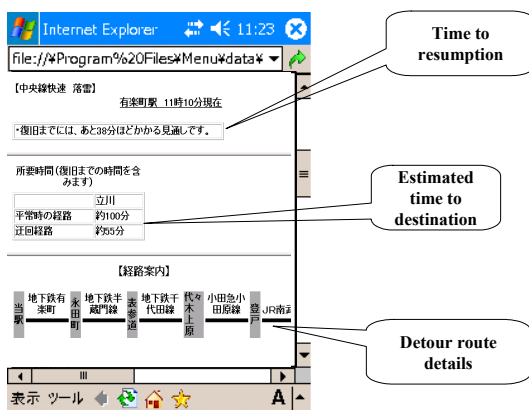 Internet Explorer 11:23
file://¥Program%20Files¥Menu¥data¥
【中央線快速 落雷】
有楽町駅 11時10分現在
・復旧までには、あと38分ほどかかる見通しです。
所要時間(復旧までの時間を含
みます)
立川
平常時の経路 約100分
迂回経路 約55分
【経路案内】
当駅
地下鉄有
楽町
永田町
地下鉄半
蔵門線
表参道
地下鉄千
代田線
代々木上原
小田急小
田原線
登戸
JR南武
表示 ツール
A
Time to
resumption
Estimated
time to
destination
Detour route
details